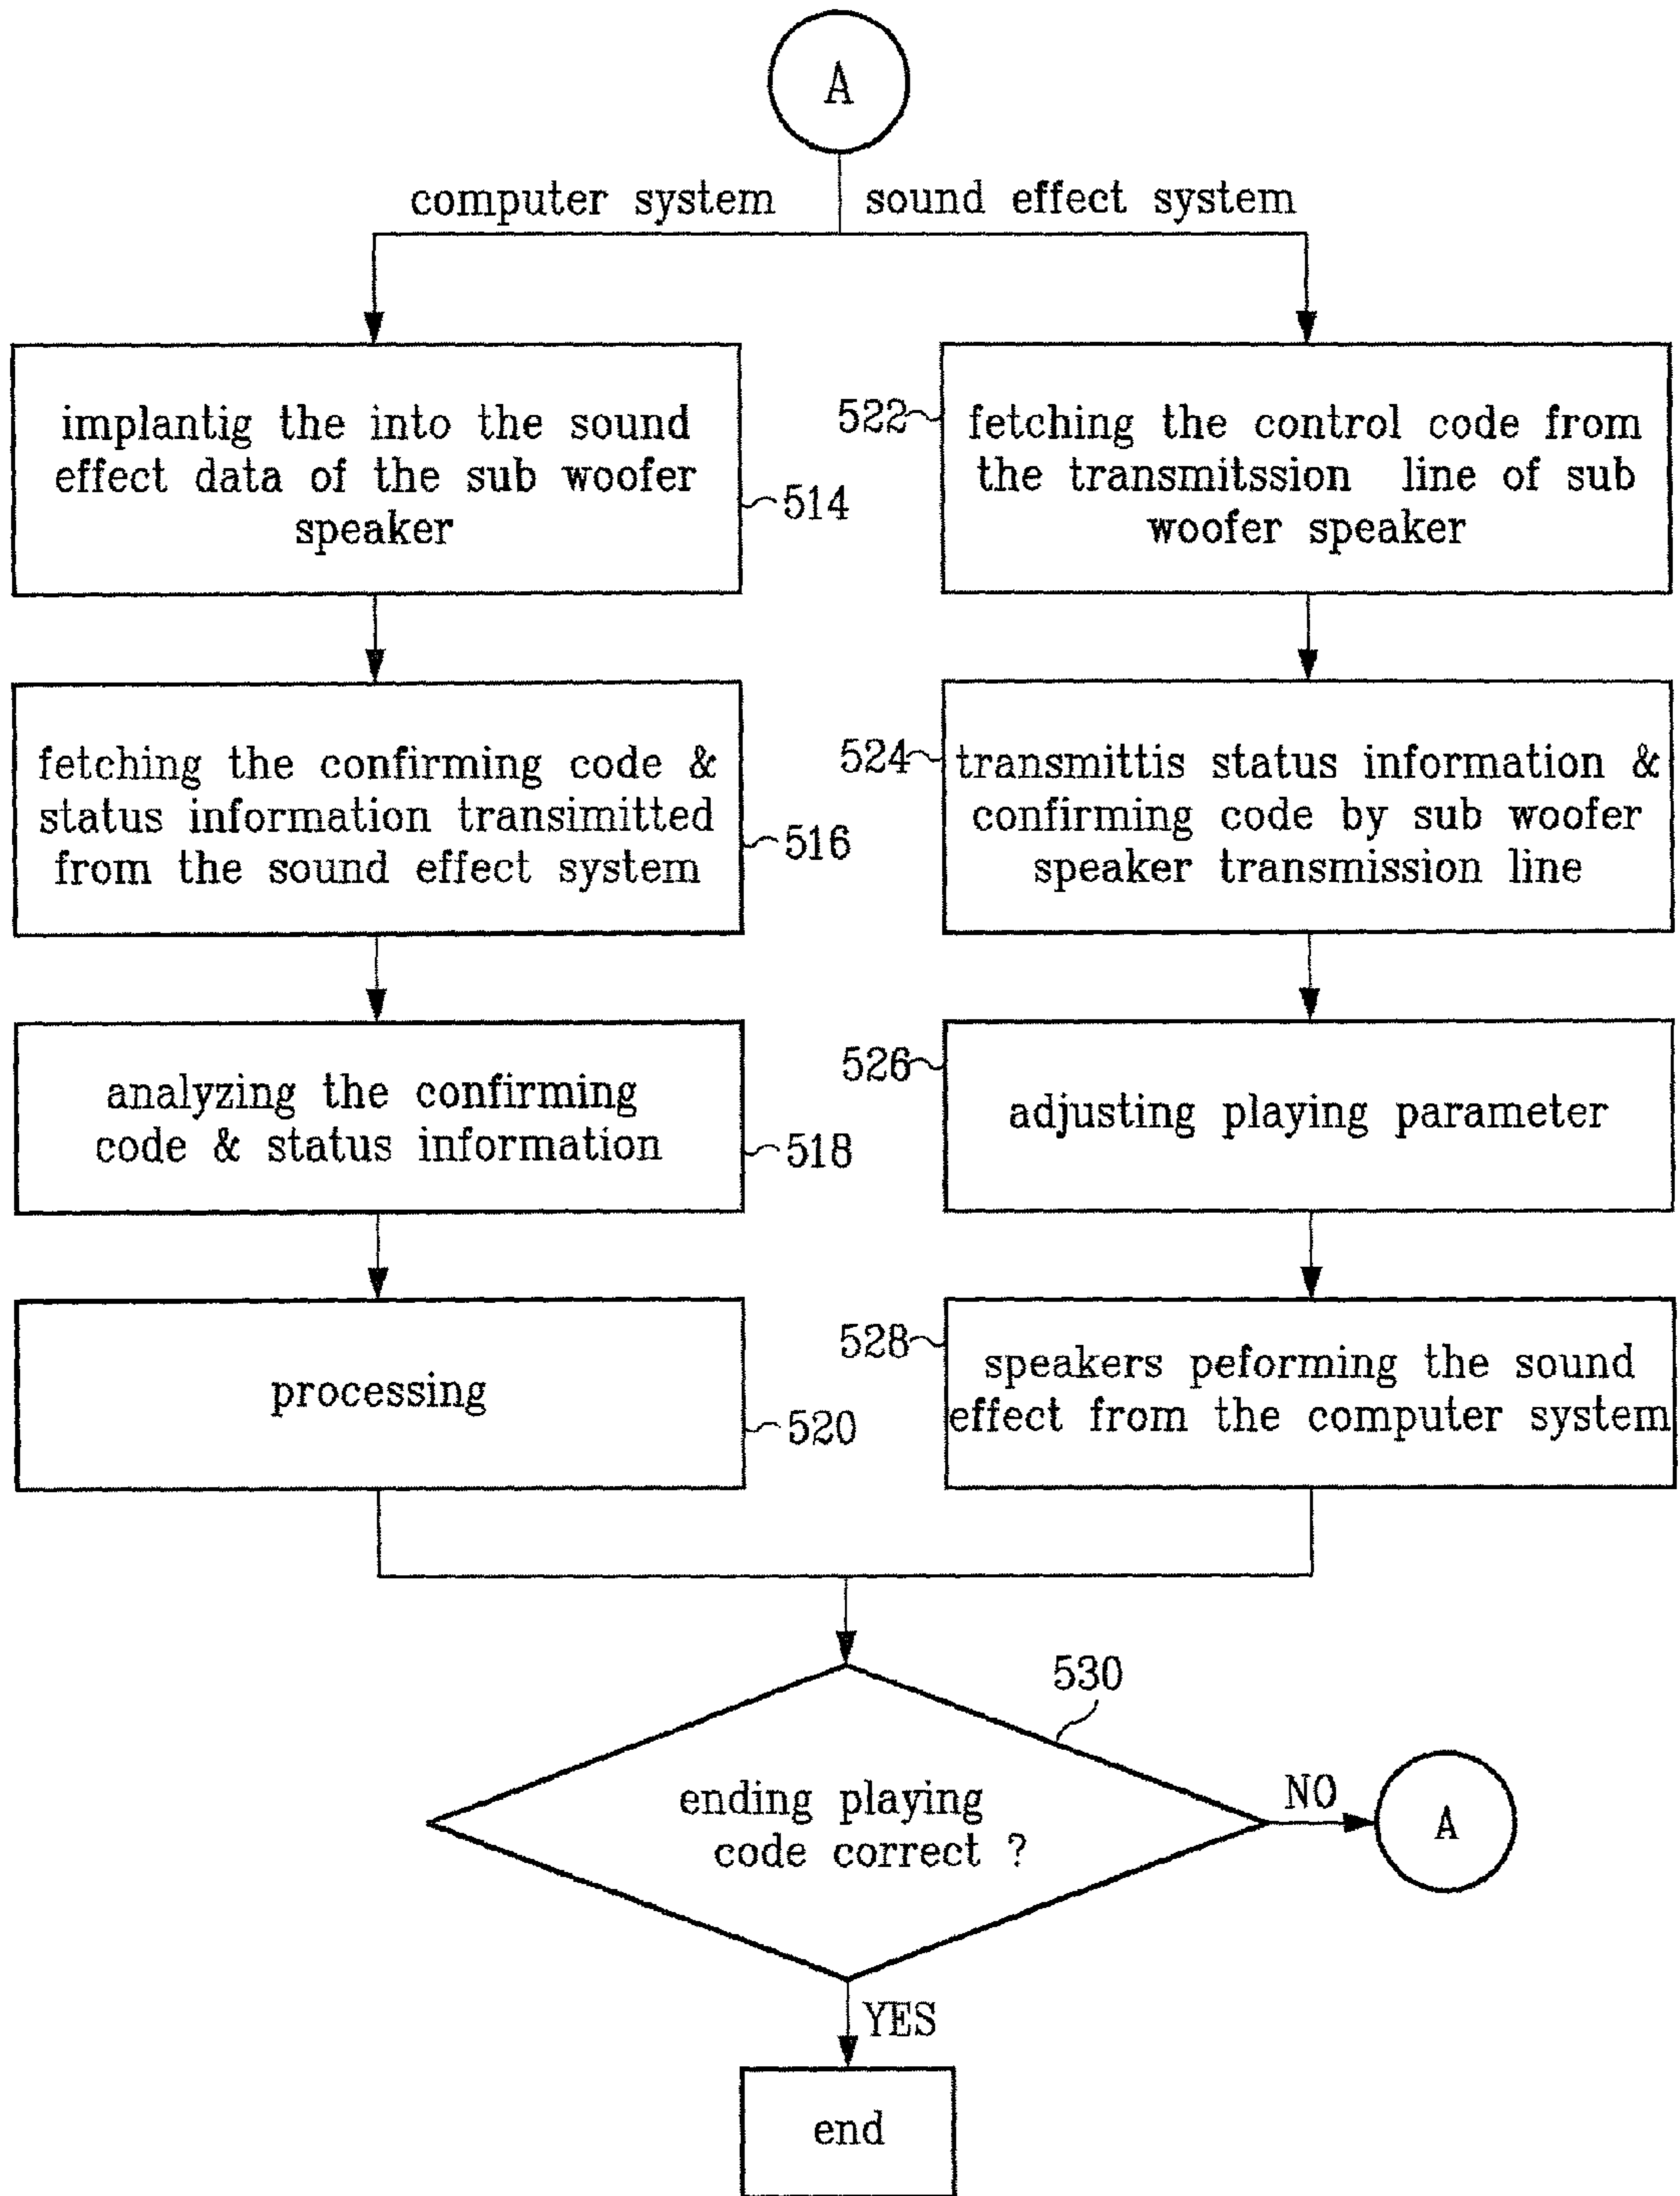 A
computer system
sound effect system
implantig the into the sound
effect data of the sub woofer
speaker
514
fetching the confirming code &
status information transimitted
from the sound effect system
516
analyzing the confirming
code & status information
518
processing
520
522
fetching the control code from
the transmitssion line of sub
woofer speaker
524
transmittis status information &
confirming code by sub woofer
speaker transmission line
526
adjusting playing parameter
528
speakers peforming the sound
effect from the computer system
530
ending playing
code correct ?
NO
A
YES
end